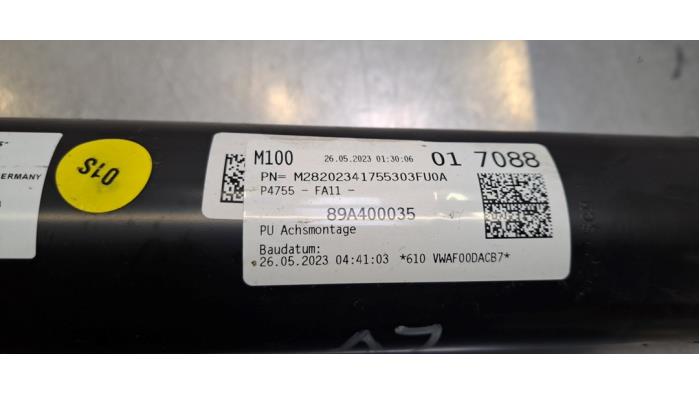 ERMANY
SIO
M100 26.05.2023 01:30:06 01 7088
PN= M28202341755303FU0A
P4755 - FA11 -
89A400035
PU Achsmontage
Baudatum:
26.05.2023 04:41:03 *610 VWAF00DACB7*